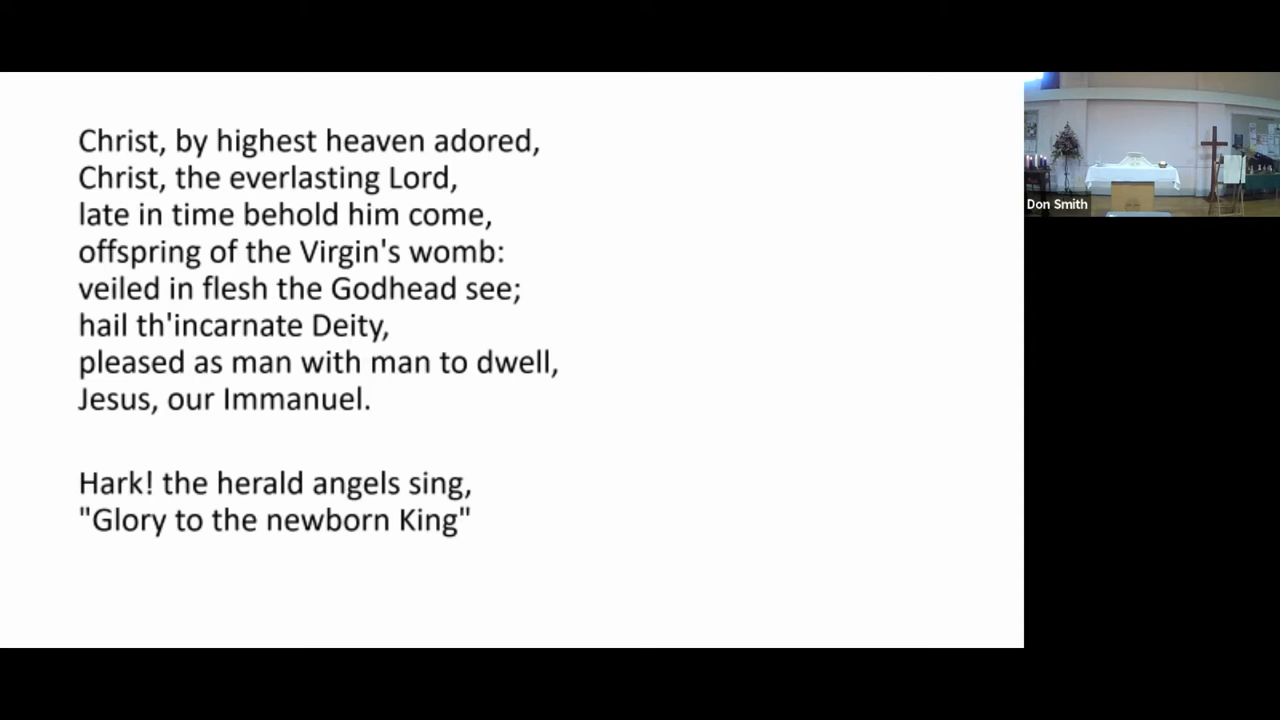 Christ, by highest heaven adored,
Christ, the everlasting Lord,
late in time behold him come,
offspring of the Virgin's womb:
veiled in flesh the Godhead see;
hail th'incarnate Deity,
pleased as man with man to dwell,
Jesus, our Immanuel.
Hark! the herald angels sing,
"Glory to the newborn King"
Don Smith